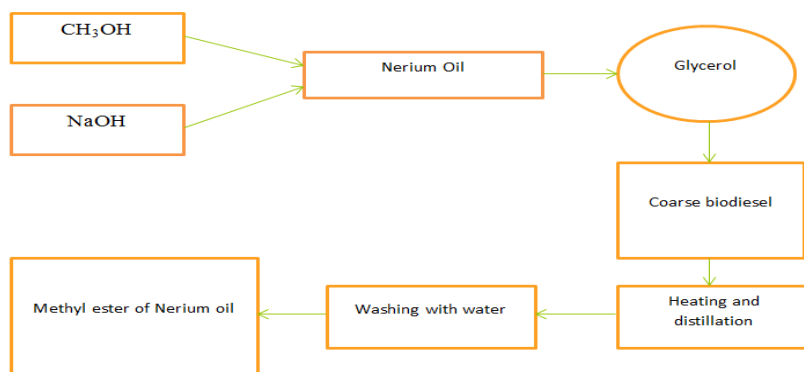 CH₃OH
Nerium Oil
Glycerol
NaOH
Coarse biodiesel
Heating and
distillation
Washing with water
Methyl ester of Nerium oil